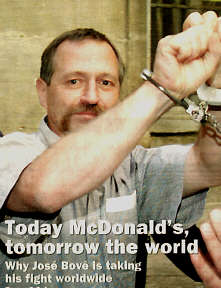 Today McDonald's,
tomorrow the world
Why José Bové is taking
his fight worldwide